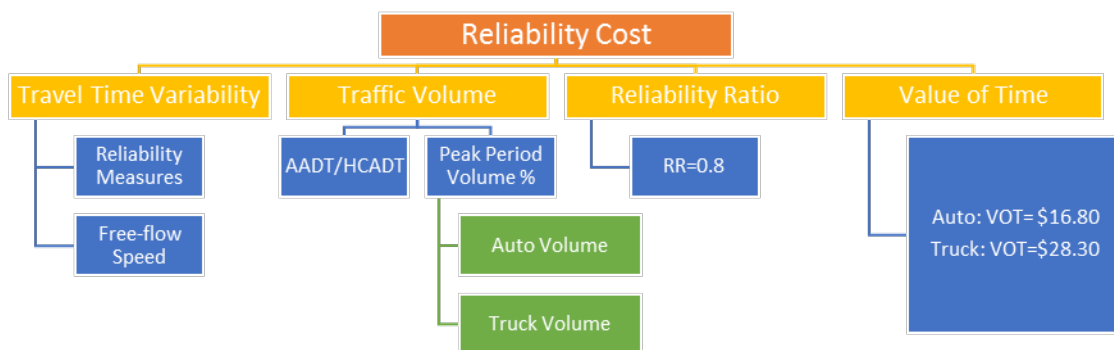 Reliability Cost
Travel Time Variability
Traffic Volume
Reliability Ratio
Value of Time
Reliability
Measures
Free-flow
Speed
AADT/HCADT
Peak Period
Volume %
Auto Volume
Truck Volume
RR=0.8
Auto: VOT= $16.80
Truck: VOT=$28.30